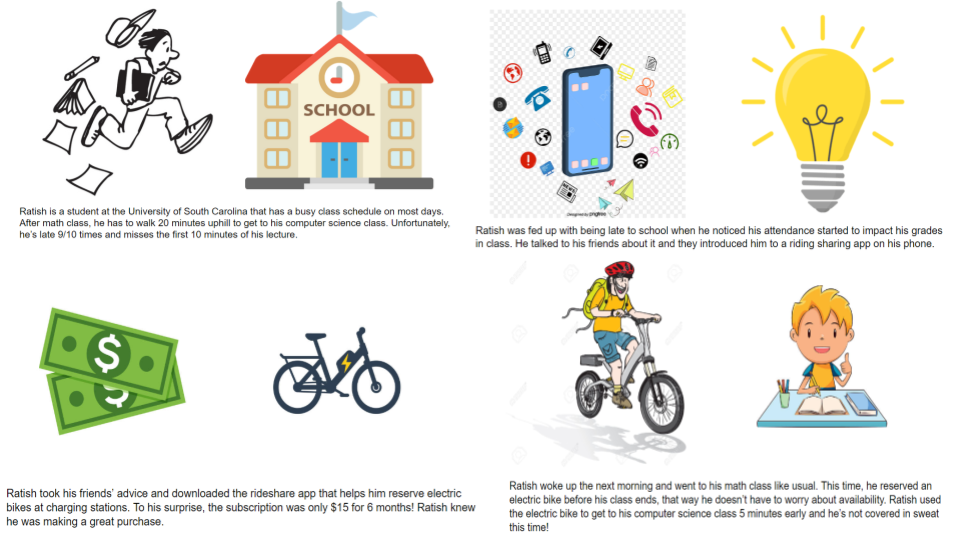 SCHOOL
Ratish is a student at the University of South Carolina that has a busy class schedule on most days.
After math class, he has to walk 20 minutes uphill to get to his computer science class. Unfortunately,
he's late 9/10 times and misses the first 10 minutes of his lecture.
Ratish was fed up with being late to school when he noticed his attendance started to impact his grades
in class. He talked to his friends about it and they introduced him to a riding sharing app on his phone.
Ratish took his friends' advice and downloaded the rideshare app that helps him reserve electric
bikes at charging stations. To his surprise, the subscription was only $15 for 6 months! Ratish knew
he was making a great purchase.
Ratish woke up the next morning and went to his math class like usual. This time, he reserved an
electric bike before his class ends, that way he doesn't have to worry about availability. Ratish used
the electric bike to get to his computer science class 5 minutes early and he's not covered in sweat
this time!